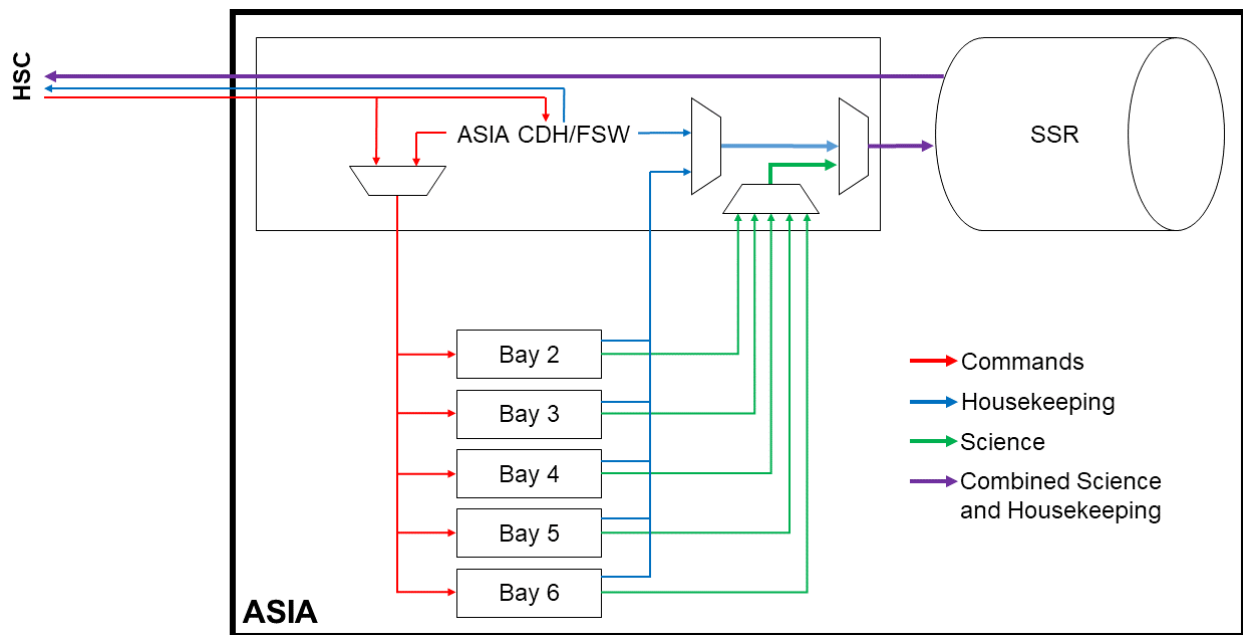 HSC
ASIA CDH/FSW
SSR
Bay 2
Bay 3
Bay 4
Bay 5
Bay 6
Commands
Housekeeping
Science
Combined Science
and Housekeeping
ASIA